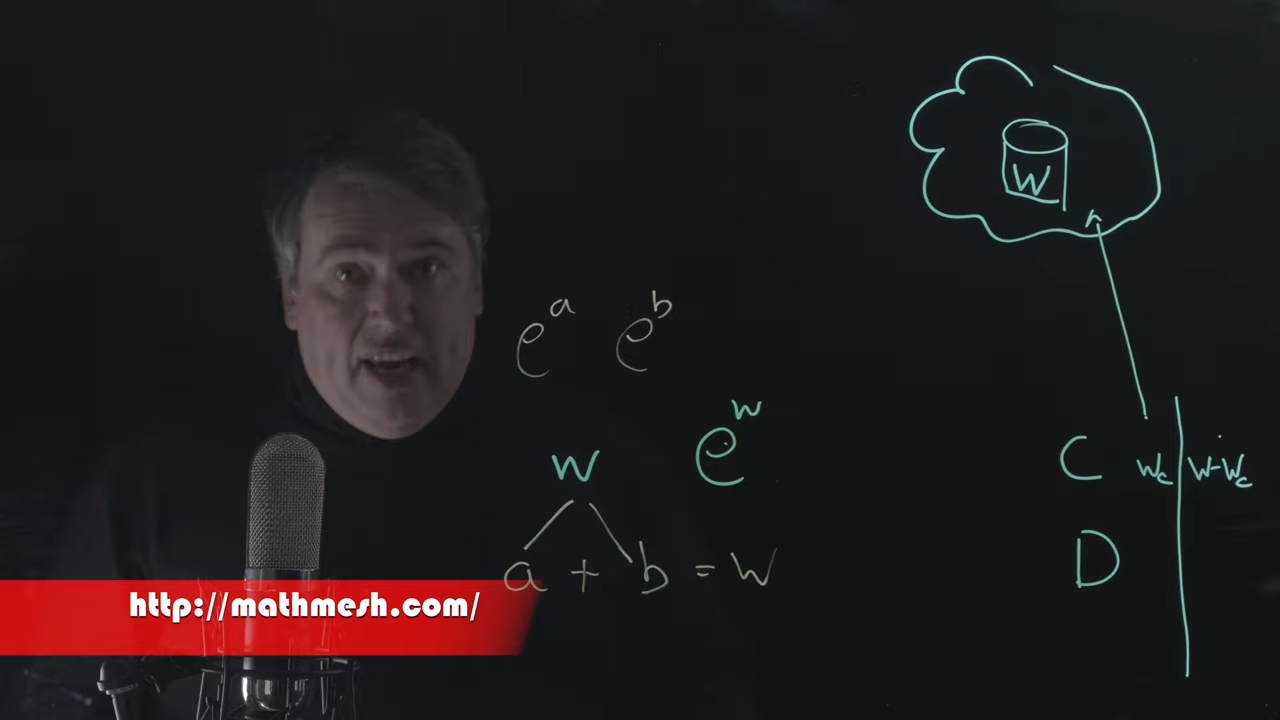 W
e^a e^b
e^w
w
C w_c w-w_c
a + b = w
D
http://mathmesh.com/